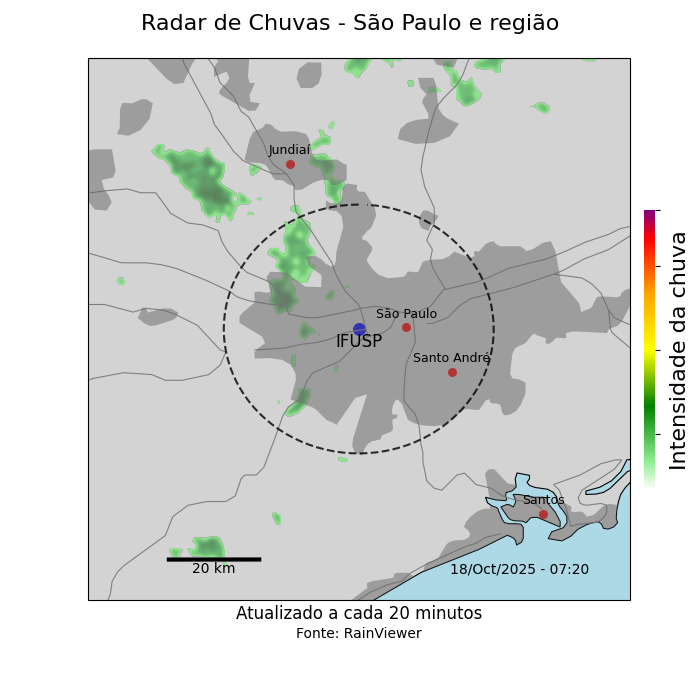 Radar de Chuvas - São Paulo e região
Jundiaí
São Paulo
IFUSP
Santo André
Santos
20 km
18/Oct/2025 - 07:20
Intensidade da chuva
Atualizado a cada 20 minutos
Fonte: RainViewer